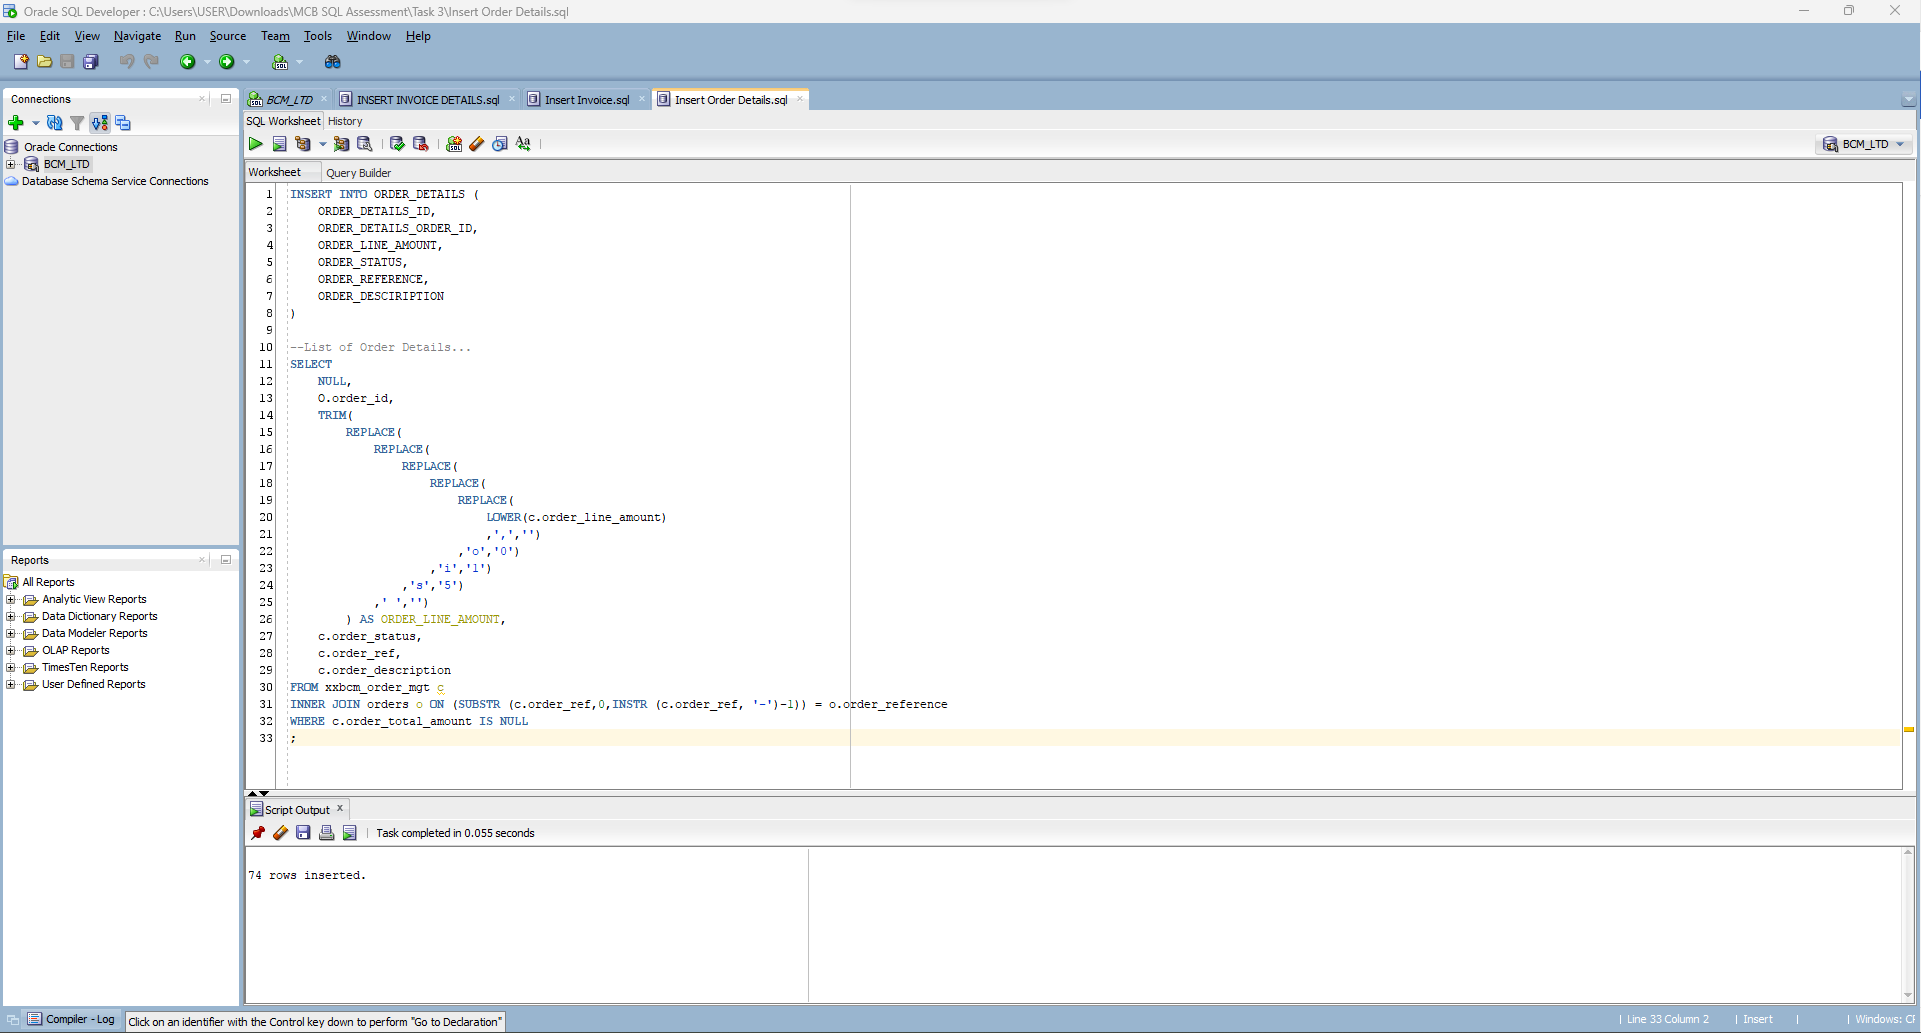 Oracle SQL Developer : C:\Users\USER\Downloads\MCB SQL Assessment\Task 3\Insert Order Details.sql
File Edit View Navigate Run Source Team Tools Window Help
Connections
Oracle Connections
BCM_LTD
Database Schema Service Connections
Reports
All Reports
Analytic View Reports
Data Dictionary Reports
Data Modeler Reports
OLAP Reports
TimesTen Reports
User Defined Reports
BCM_LTD INSERT INVOICE DETAILS.sql Insert Invoice.sql Insert Order Details.sql
SQL Worksheet History
BCM_LTD
Worksheet Query Builder
1 INSERT INTO ORDER_DETAILS (
2 ORDER_DETAILS_ID,
3 ORDER_DETAILS_ORDER_ID,
4 ORDER_LINE_AMOUNT,
5 ORDER_STATUS,
6 ORDER_REFERENCE,
7 ORDER_DESCIRIPTION
8 )
9
10 --List of Order Details...
11 SELECT
12 NULL,
13 O.order_id,
14 TRIM(
15 REPLACE(
16 REPLACE(
17 REPLACE(
18 REPLACE(
19 REPLACE(
20 LOWER(c.order_line_amount)
21 ,',','')
22 ,'o','0')
23 ,'i','1')
24 ,'s','5')
25 ,' ','')
26 ) AS ORDER_LINE_AMOUNT,
27 c.order_status,
28 c.order_ref,
29 c.order_description
30 FROM xxbcm_order_mgt c
31 INNER JOIN orders o ON (SUBSTR (c.order_ref,0,INSTR (c.order_ref, '-')-1)) = o.order_reference
32 WHERE c.order_total_amount IS NULL
33 ;
Script Output x
Task completed in 0.055 seconds
74 rows inserted.
Compiler - Log Click on an identifier with the Control key down to perform "Go to Declaration"
Line 33 Column 2 Insert Windows: CF